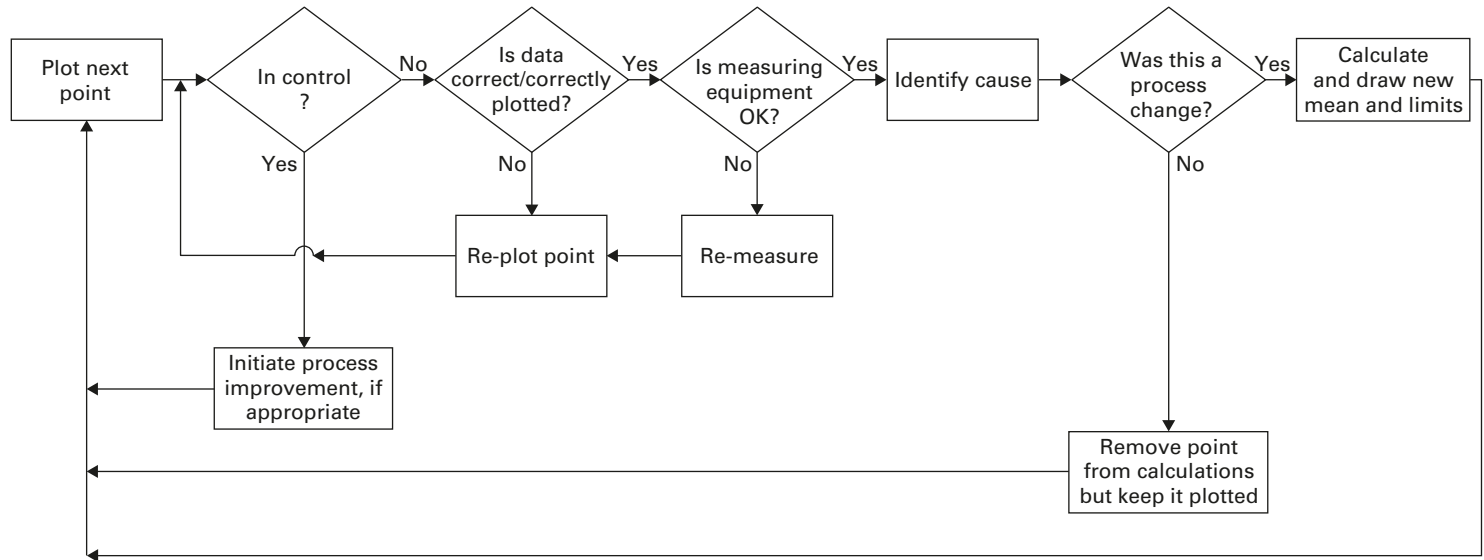 Plot next
point
In control
?
No
Yes
Is data
correct/correctly
plotted?
Yes
No
Is measuring
equipment
OK?
Yes
No
Identify cause
Was this a
process
change?
Yes
No
Calculate
and draw new
mean and limits
Re-plot point
Re-measure
Initiate process
improvement, if
appropriate
Remove point
from calculations
but keep it plotted